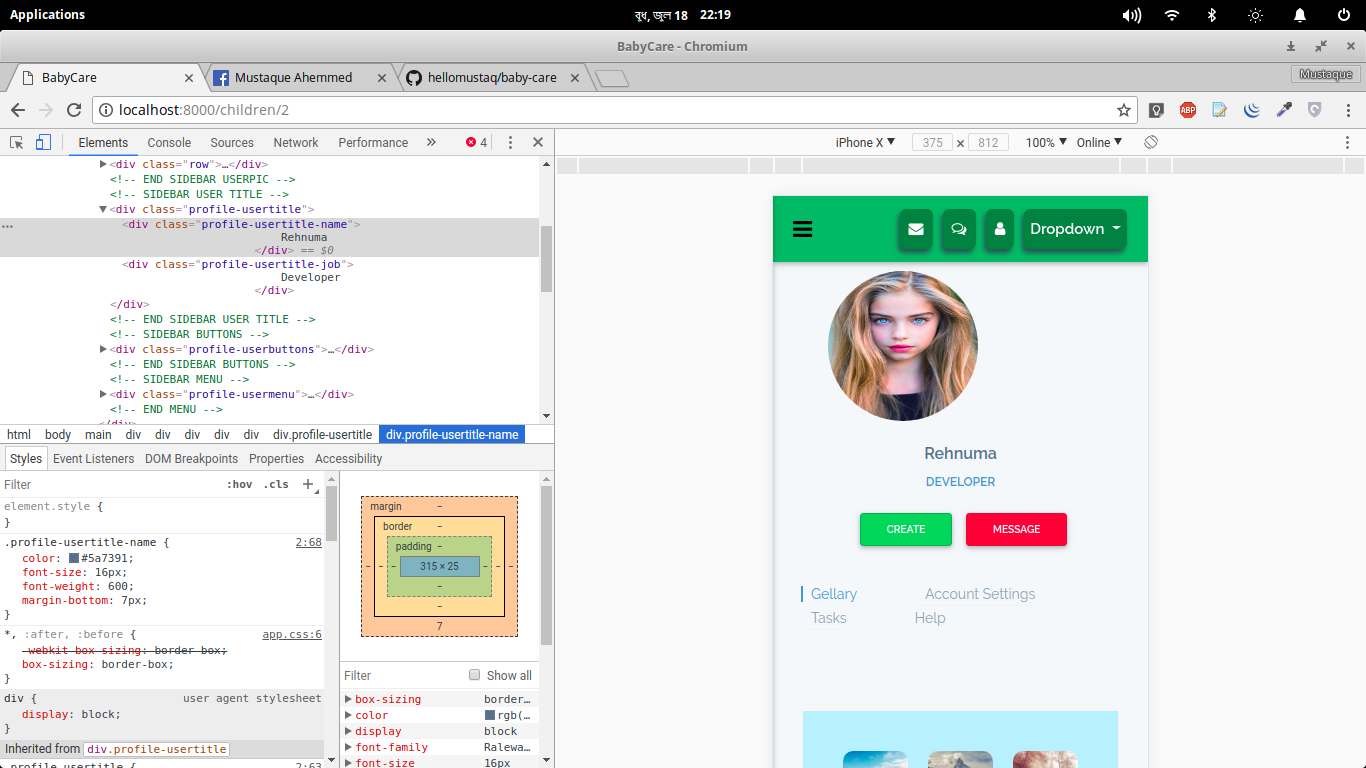 Applications
বুধ, জুল 18 22:19
BabyCare - Chromium
BabyCare
Mustaque Ahemmed
hellomustaq/baby-care
Mustaque
localhost:8000/children/2
ABP
Elements Console Sources Network Performance » 4
iPhone X 375 × 812 100% Online
<div class="row">…</div>
<!-- END SIDEBAR USERPIC -->
<!-- SIDEBAR USER TITLE -->
<div class="profile-usertitle">
<div class="profile-usertitle-name">
Rehnuma
</div> == $0
<div class="profile-usertitle-job">
Developer
</div>
</div>
<!-- END SIDEBAR USER TITLE -->
<!-- SIDEBAR BUTTONS -->
<div class="profile-userbuttons">…</div>
<!-- END SIDEBAR BUTTONS -->
<!-- SIDEBAR MENU -->
<div class="profile-usermenu">…</div>
<!-- END MENU -->
html body main div div div div div div.profile-usertitle div.profile-usertitle-name
Styles Event Listeners DOM Breakpoints Properties Accessibility
Filter :hov .cls +
element.style {
}
.profile-usertitle-name { 2:68
color: #5a7391;
font-size: 16px;
font-weight: 600;
margin-bottom: 7px;
}
*, :after, :before { app.css:6
-webkit-box-sizing: border-box;
box-sizing: border-box;
}
div { user agent stylesheet
display: block;
}
Inherited from div.profile-usertitle
.profile-usertitle { 2:63
margin –
border –
padding –
– – – 315 × 25 – – –
–
–
7
Filter Show all
box-sizing border…
color rgb(…
display block
font-family Ralewa…
font-size 16px
Dropdown
Rehnuma
DEVELOPER
CREATE MESSAGE
Gellary Account Settings
Tasks Help